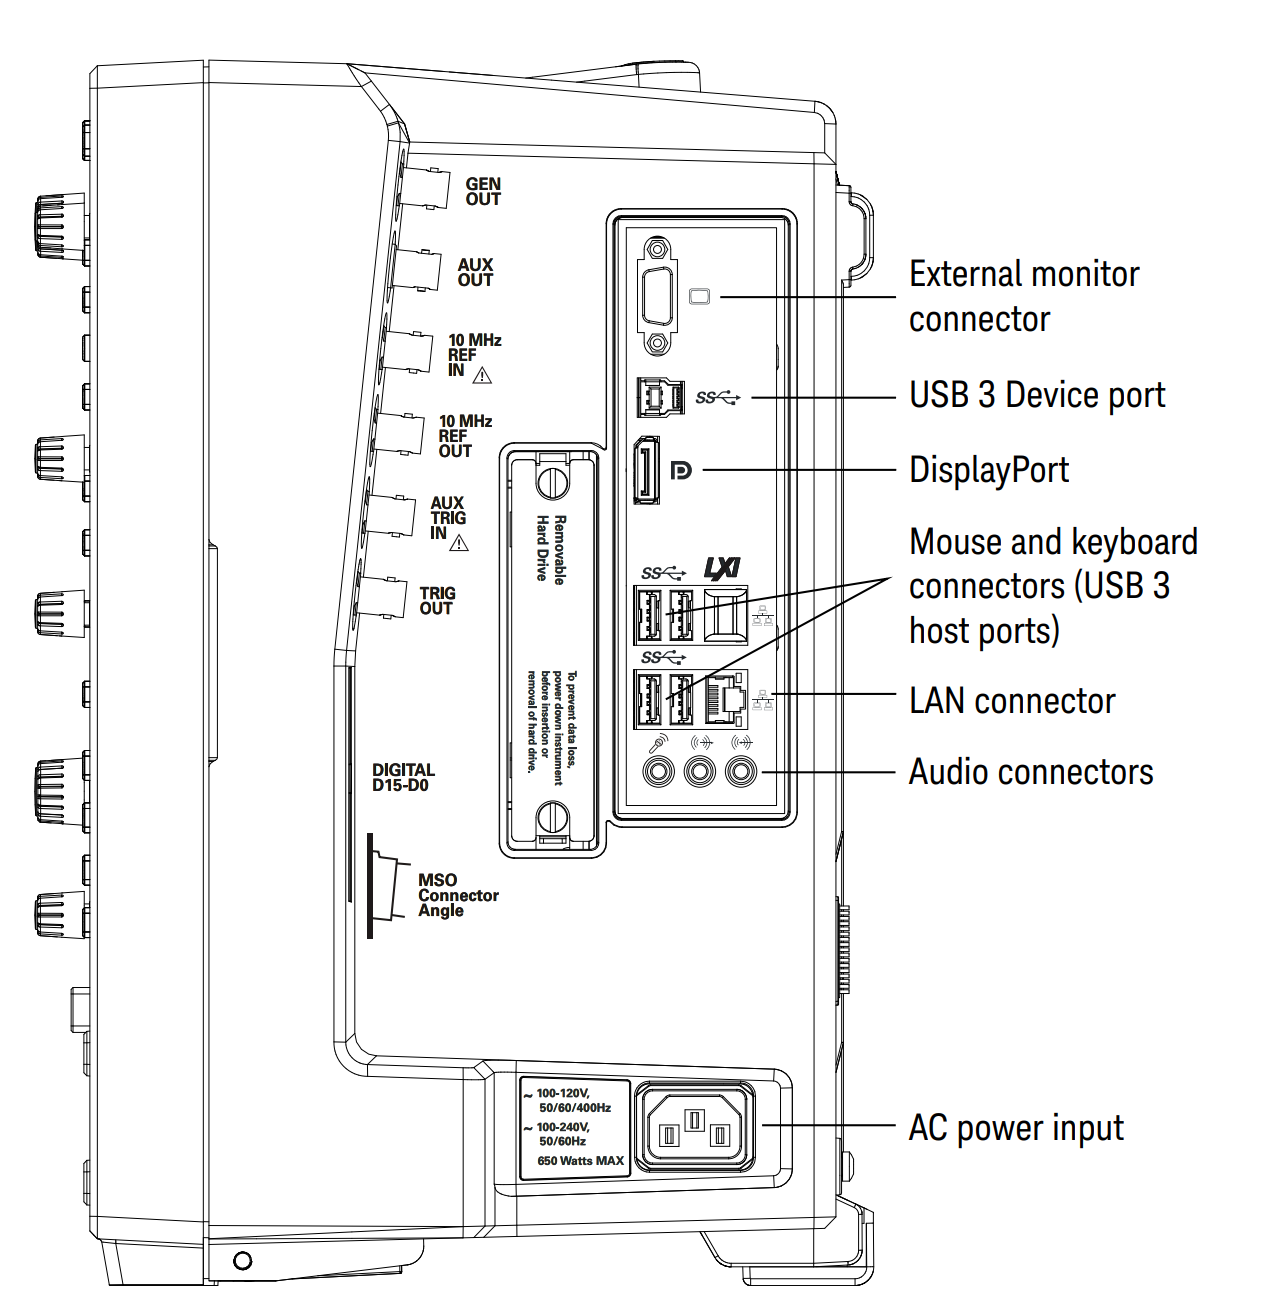 GEN
OUT
AUX
OUT
10 MHz
REF
IN
10 MHz
REF
OUT
AUX
TRIG
IN
TRIG
OUT
DIGITAL
D15-D0
MSO
Connector
Angle
Removable
Hard Drive
To prevent data loss,
power down instrument
before insertion or
removal of hard drive.
SS
LXI
SS
SS
External monitor
connector
USB 3 Device port
DisplayPort
Mouse and keyboard
connectors (USB 3
host ports)
LAN connector
Audio connectors
~ 100-120V,
50/60/400Hz
~ 100-240V,
50/60Hz
650 Watts MAX
AC power input